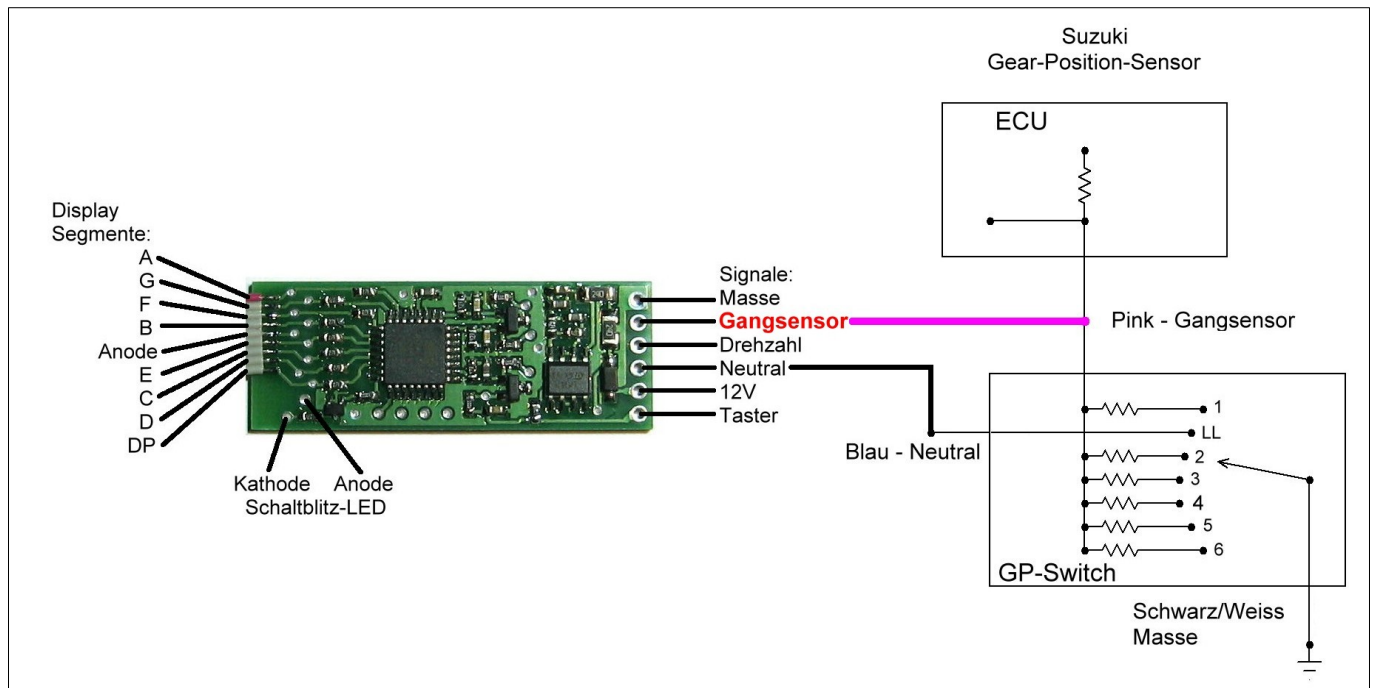 Suzuki
Gear-Position-Sensor
ECU
Display
Segmente:
A
G
F
B
Anode
E
C
D
DP
Kathode Anode
Schaltblitz-LED
Signale:
Masse
Gangsensor
Drehzahl
Neutral
12V
Taster
Pink - Gangsensor
Blau - Neutral
1
LL
2
3
4
5
6
GP-Switch
Schwarz/Weiss
Masse